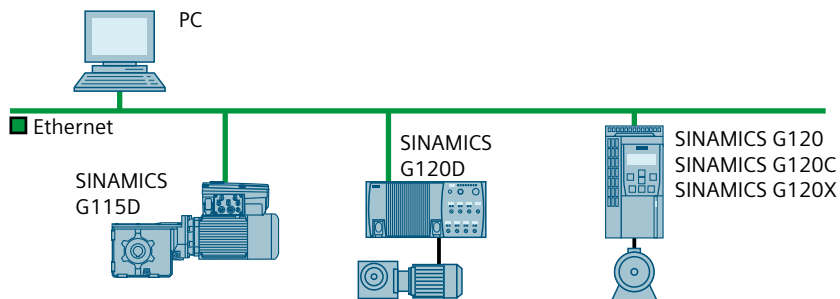 PC
Ethernet
SINAMICS
G115D
SINAMICS
G120D
SINAMICS G120
SINAMICS G120C
SINAMICS G120X